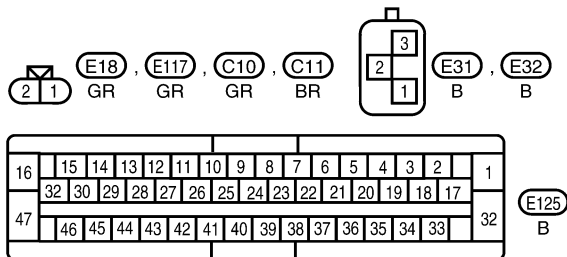 3
2 1 E18 , E117 , C10 , C11 2 E31 , E32
GR GR GR BR 1 B B
16 15 14 13 12 11 10 9 8 7 6 5 4 3 2 1
32 30 29 28 27 26 25 24 23 22 21 20 19 18 17
47 32 E125
46 45 44 43 42 41 40 39 38 37 36 35 34 33 B